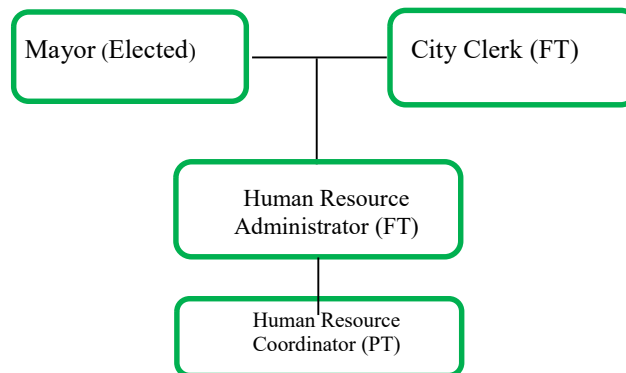 Mayor (Elected)
City Clerk (FT)
Human Resource
Administrator (FT)
Human Resource
Coordinator (PT)